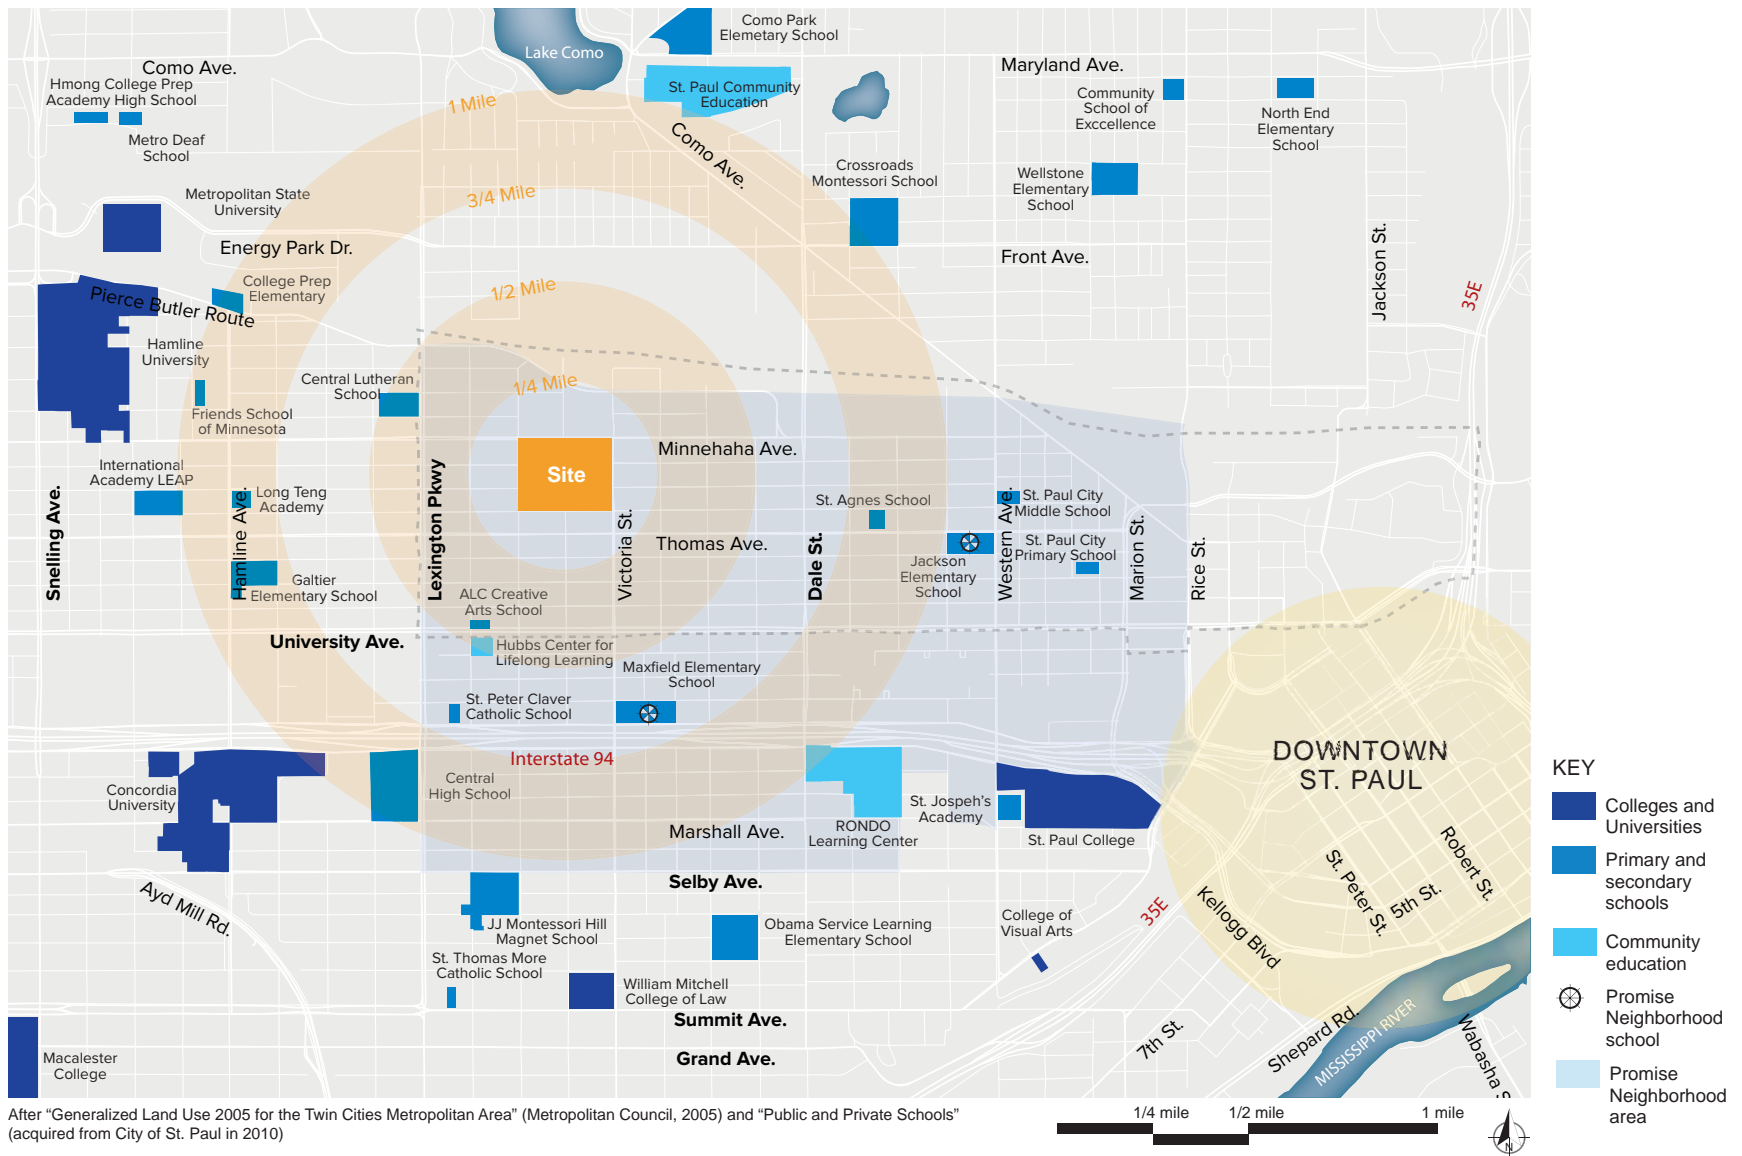 Como Park
Elemetary School
Lake Como
Como Ave.
Maryland Ave.
Hmong College Prep
Academy High School
St. Paul Community
Education
Community
School of
Exccellence
1 Mile
North End
Elementary
School
Metro Deaf
School
Como Ave.
Crossroads
Montessori School
Wellstone
Elementary
School
Metropolitan State
University
3/4 Mile
Energy Park Dr.
Front Ave.
Jackson St.
35E
College Prep
Elementary
Pierce Butler Route
1/2 Mile
Hamline
University
Central Lutheran
School
1/4 Mile
Friends School
of Minnesota
Minnehaha Ave.
Site
International
Academy LEAP
Long Teng
Academy
St. Agnes School
St. Paul City
Middle School
Snelling Ave.
Hamline Ave.
Lexington Pkwy
Victoria St.
Thomas Ave.
Dale St.
Western Ave.
Marion St.
Rice St.
St. Paul City
Primary School
Jackson
Elementary
School
Galtier
Elementary School
ALC Creative
Arts School
University Ave.
Hubbs Center for
Lifelong Learning
Maxfield Elementary
School
St. Peter Claver
Catholic School
Interstate 94
DOWNTOWN
ST. PAUL
Concordia
University
Central
High School
St. Jospeh's
Academy
Marshall Ave.
RONDO
Learning Center
St. Paul College
Selby Ave.
Ayd Mill Rd.
JJ Montessori Hill
Magnet School
Obama Service Learning
Elementary School
College of
Visual Arts
35E
Kellogg Blvd
St. Peter St.
5th St.
Robert St.
St. Thomas More
Catholic School
William Mitchell
College of Law
Summit Ave.
Grand Ave.
7th St.
Shepard Rd.
MISSISSIPPI RIVER
Wabasha S
Macalester
College
KEY
Colleges and
Universities
Primary and
secondary
schools
Community
education
Promise
Neighborhood
school
Promise
Neighborhood
area
After “Generalized Land Use 2005 for the Twin Cities Metropolitan Area” (Metropolitan Council, 2005) and “Public and Private Schools”
(acquired from City of St. Paul in 2010)
1/4 mile
1/2 mile
1 mile
N